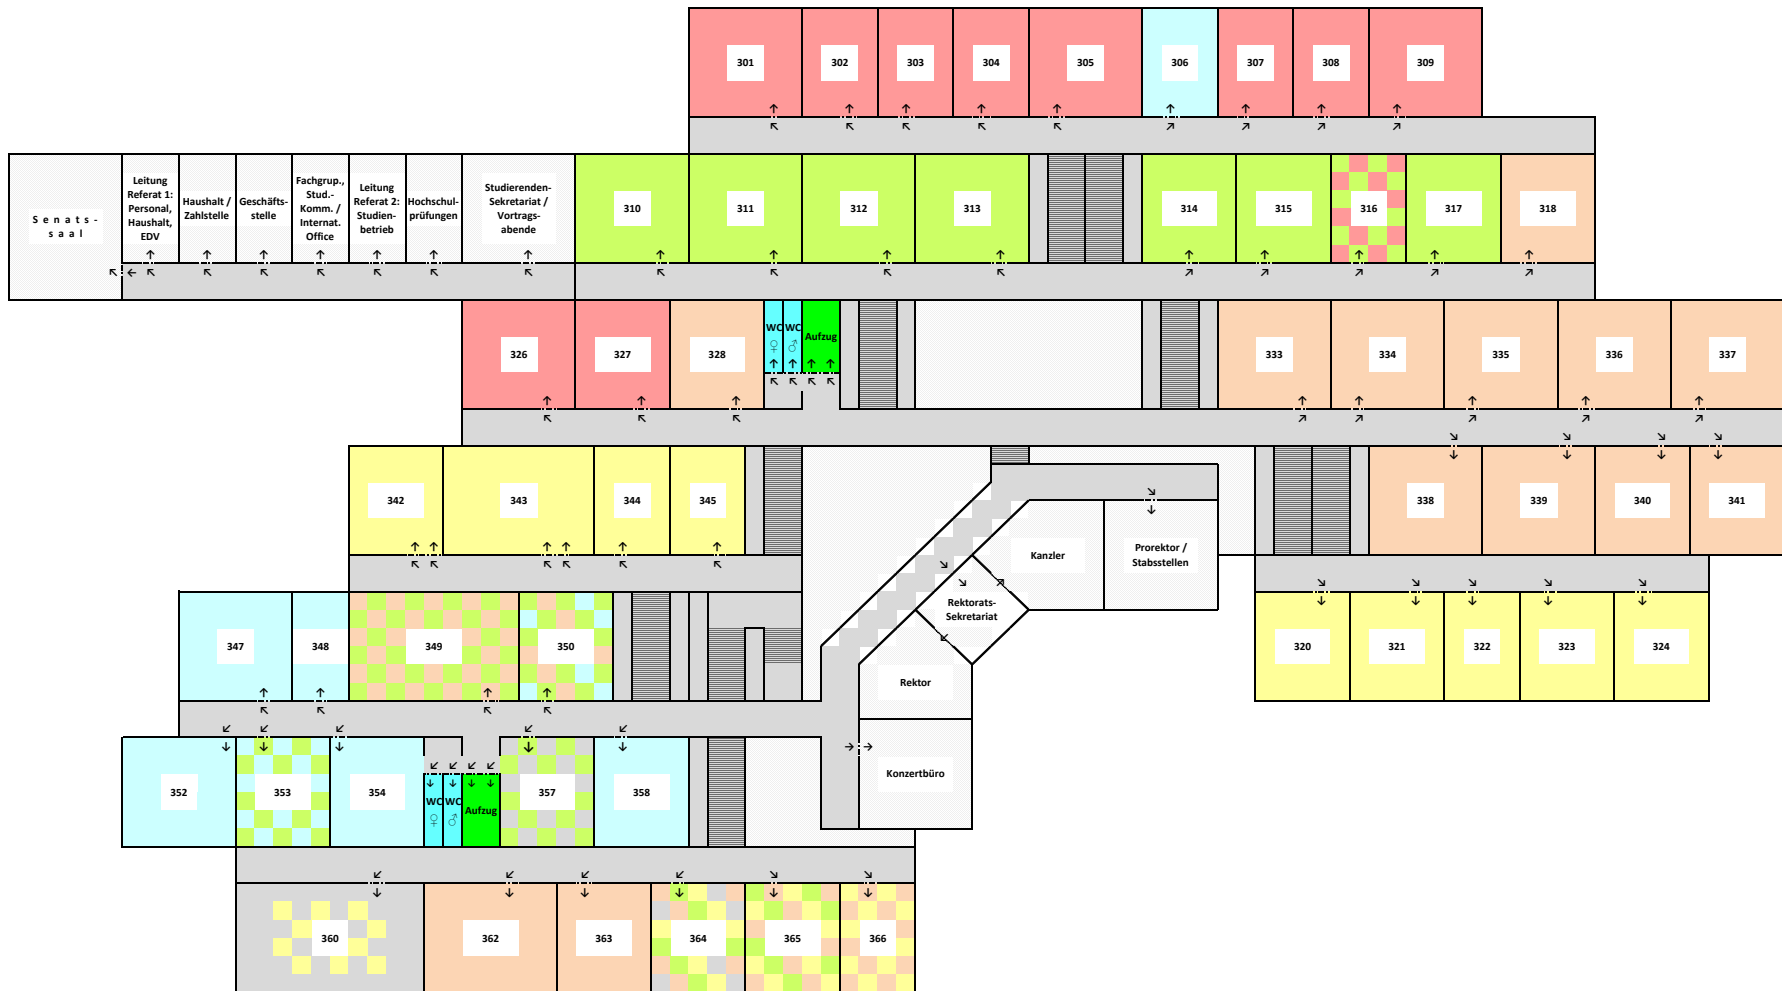 301
302
303
304
305
306
307
308
309
Senats-
saal
Leitung
Referat 1:
Personal,
Haushalt,
EDV
Haushalt /
Zahlstelle
Geschäfts-
stelle
Fachgrup.,
Stud.-
Komm. /
Internat.
Office
Leitung
Referat 2:
Studien-
betrieb
Hochschul-
prüfungen
Studierenden-
Sekretariat /
Vortrags-
abende
310
311
312
313
314
315
316
317
318
326
327
328
WC
♀
WC
♂
Aufzug
333
334
335
336
337
342
343
344
345
338
339
340
341
Kanzler
Prorektor /
Stabsstellen
Rektorats-
Sekretariat
Rektor
Konzertbüro
347
348
349
350
320
321
322
323
324
352
353
354
WC
♀
WC
♂
Aufzug
357
358
360
362
363
364
365
366